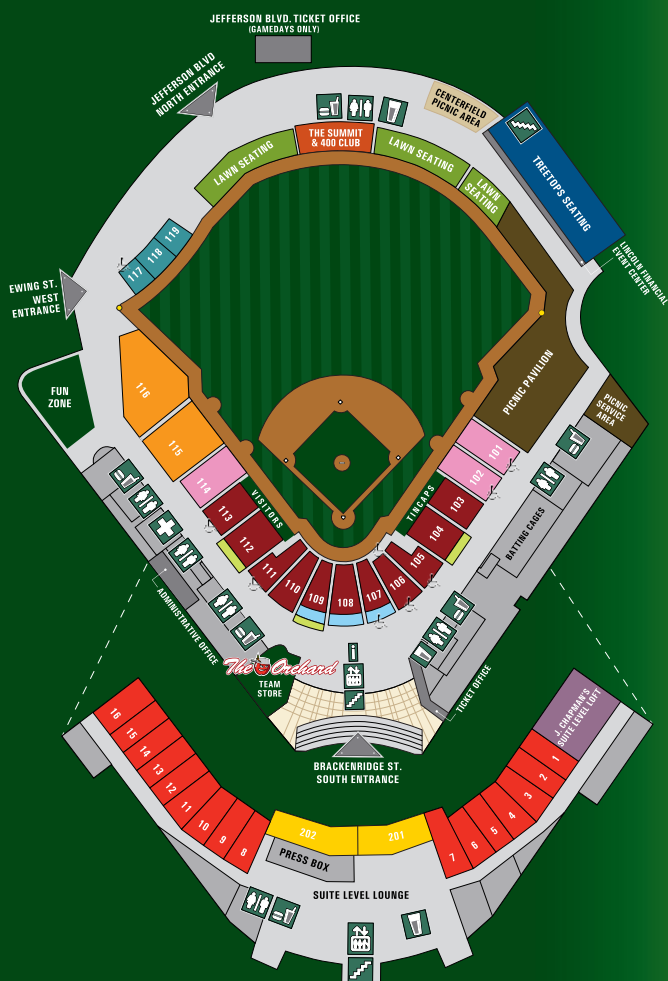 JEFFERSON BLVD. TICKET OFFICE
(GAMEDAYS ONLY)
JEFFERSON BLVD
NORTH ENTRANCE
CENTERFIELD
PICNIC AREA
THE SUMMIT
& 400 CLUB
LAWN SEATING
LAWN SEATING
LAWN
SEATING
TREETOPS SEATING
LINCOLN FINANCIAL
EVENT CENTER
119
118
117
EWING ST.
WEST
ENTRANCE
FUN
ZONE
116
115
114
113
112
111
110
109
108
107
106
105
104
103
102
101
VISITORS
TINCAPS
PICNIC PAVILION
PICNIC
SERVICE
AREA
BATTING CAGES
ADMINISTRATIVE OFFICE
The Orchard
TEAM
STORE
i
TICKET OFFICE
BRACKENRIDGE ST.
SOUTH ENTRANCE
J. CHAPMAN'S
SUITE LEVEL LOFT
16
15
14
13
12
11
10
9
8
202
201
7
6
5
4
3
2
1
PRESS BOX
SUITE LEVEL LOUNGE